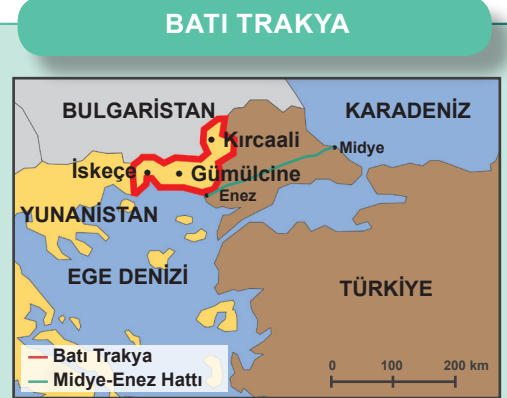 BATI TRAKYA
BULGARİSTAN
KARADENİZ
Kırcaali
Midye
İskeçe
Gümülcine
Enez
YUNANİSTAN
EGE DENİZİ
TÜRKİYE
Batı Trakya
Midye-Enez Hattı
0 100 200 km